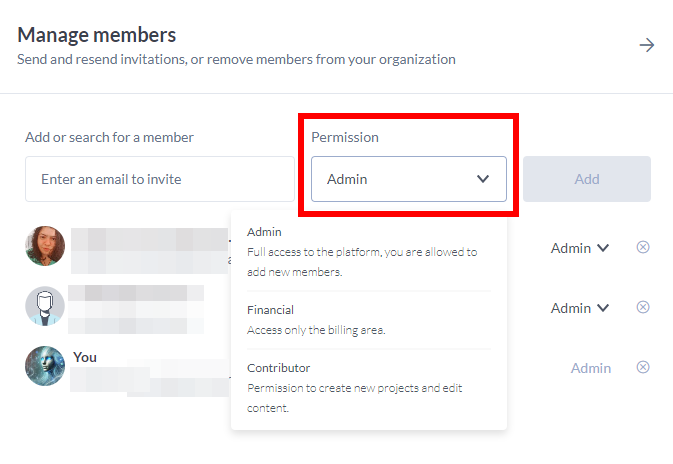 Manage members
Send and resend invitations, or remove members from your organization
Add or search for a member
Permission
Enter an email to invite
Admin
Add
Admin
Full access to the platform, you are allowed to
add new members.
Admin
Financial
Access only the billing area.
Admin
You
Contributor
Permission to create new projects and edit
content.
Admin